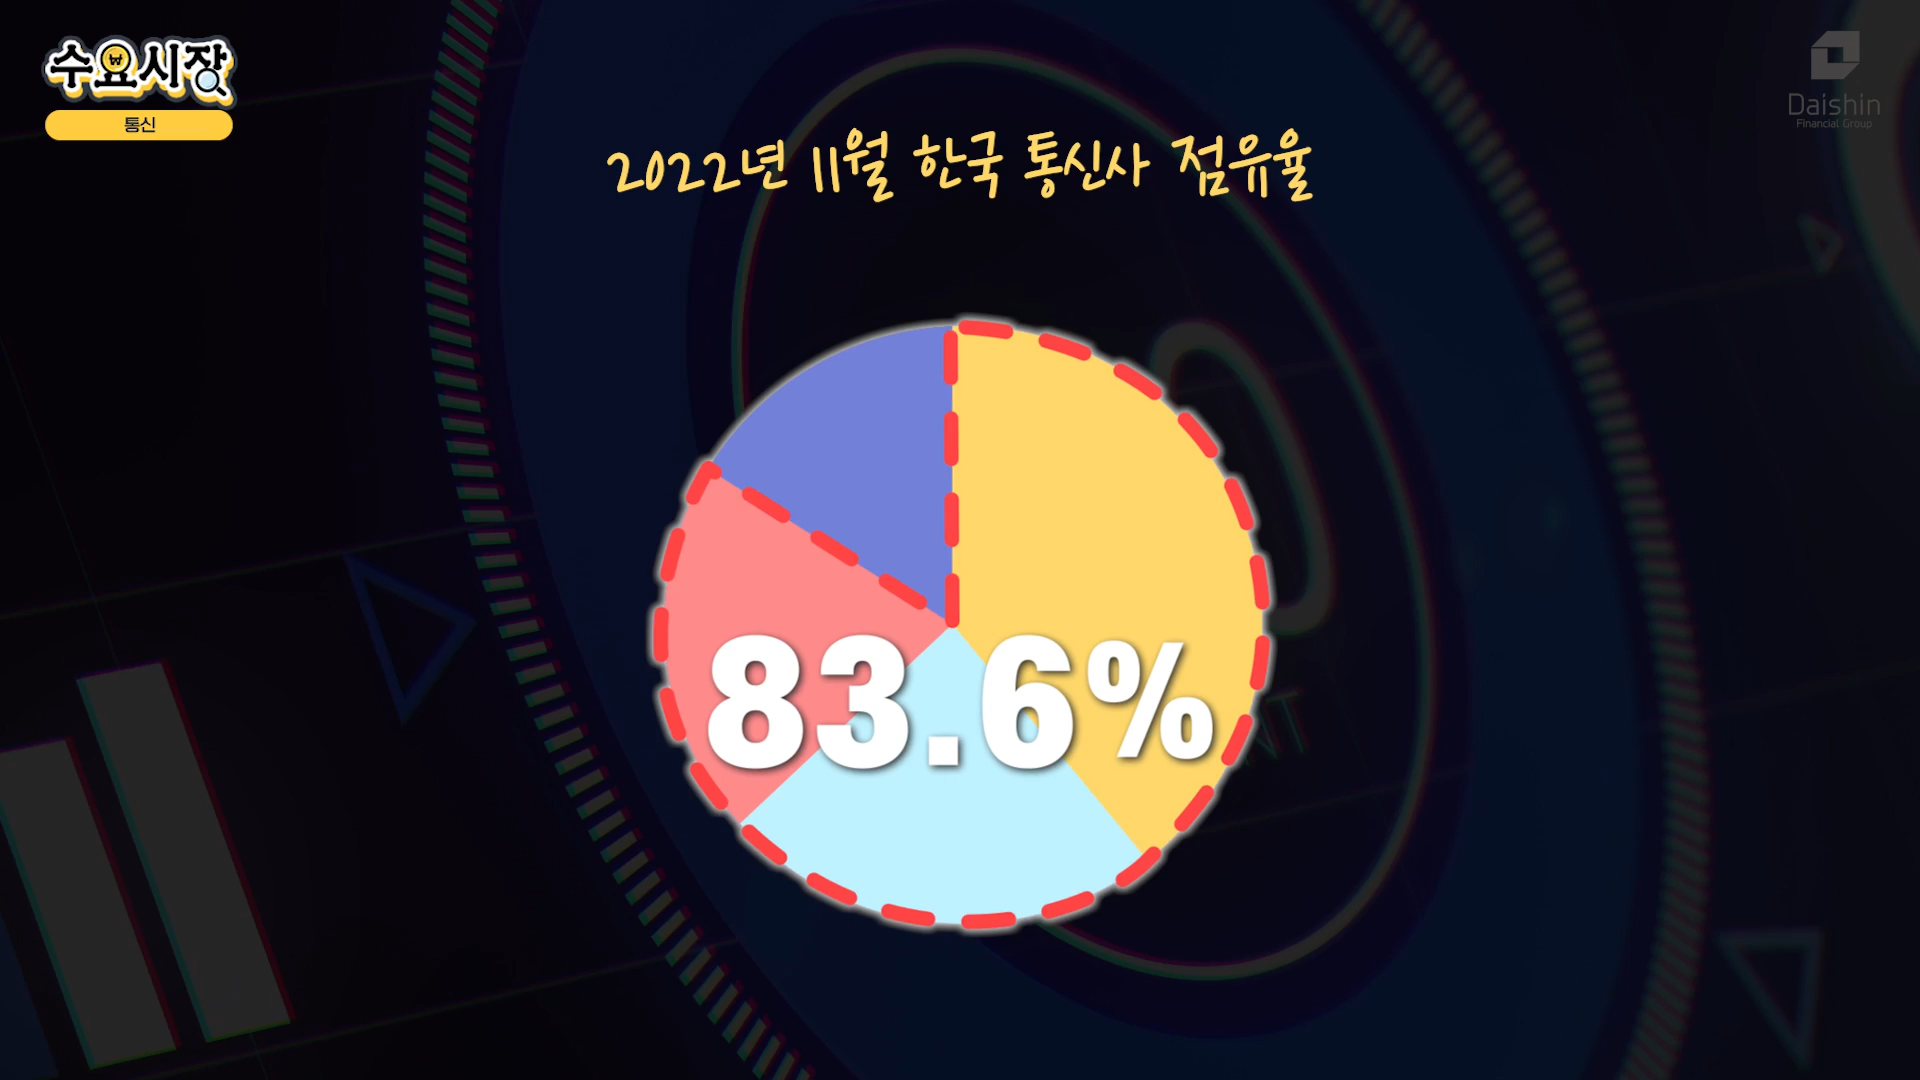 수요시장
통신
Daishin
Financial Group
2022년 11월 한국 통신사 점유율
83.6%